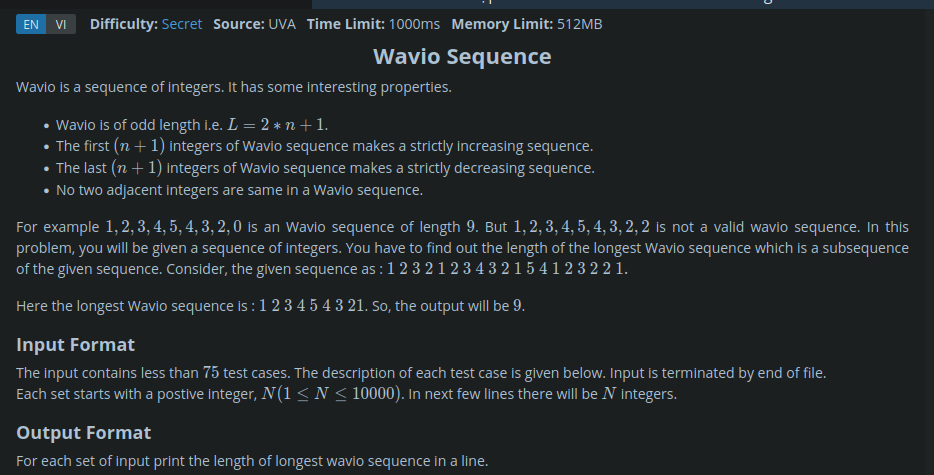 EN VI Difficulty: Secret Source: UVA Time Limit: 1000ms Memory Limit: 512MB
Wavio Sequence
Wavio is a sequence of integers. It has some interesting properties.
• Wavio is of odd length i.e. L = 2 ∗ n + 1.
• The first (n + 1) integers of Wavio sequence makes a strictly increasing sequence.
• The last (n + 1) integers of Wavio sequence makes a strictly decreasing sequence.
• No two adjacent integers are same in a Wavio sequence.
For example 1, 2, 3, 4, 5, 4, 3, 2, 0 is an Wavio sequence of length 9. But 1, 2, 3, 4, 5, 4, 3, 2, 2 is not a valid wavio sequence. In this
problem, you will be given a sequence of integers. You have to find out the length of the longest Wavio sequence which is a subsequence
of the given sequence. Consider, the given sequence as : 1 2 3 2 1 2 3 4 3 2 1 5 4 1 2 3 2 2 1.
Here the longest Wavio sequence is : 1 2 3 4 5 4 3 21. So, the output will be 9.
Input Format
The input contains less than 75 test cases. The description of each test case is given below. Input is terminated by end of file.
Each set starts with a postive integer, N(1 ≤ N ≤ 10000). In next few lines there will be N integers.
Output Format
For each set of input print the length of longest wavio sequence in a line.